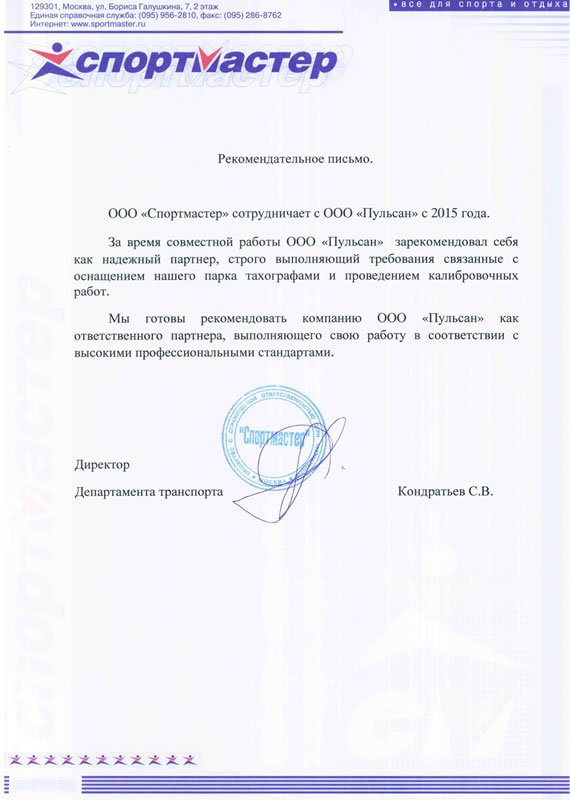 129301, Москва, ул. Бориса Галушкина, 7, 2 этаж
Единая справочная служба: (095) 956-2810, факс: (095) 286-8762
Интернет: www.sportmaster.ru
все для спорта и отдыха
спортмастер
Рекомендательное письмо.
ООО «Спортмастер» сотрудничает с ООО «Пульсан» с 2015 года.
За время совместной работы ООО «Пульсан» зарекомендовал себя
как надежный партнер, строго выполняющий требования связанные с
оснащением нашего парка тахографами и проведением калибровочных
работ.
Мы готовы рекомендовать компанию ООО «Пульсан» как
ответственного партнера, выполняющего свою работу в соответствии с
высокими профессиональными стандартами.
"Спортмастер"
Директор
Департамента транспорта
Кондратьев С.В.
спортмастер